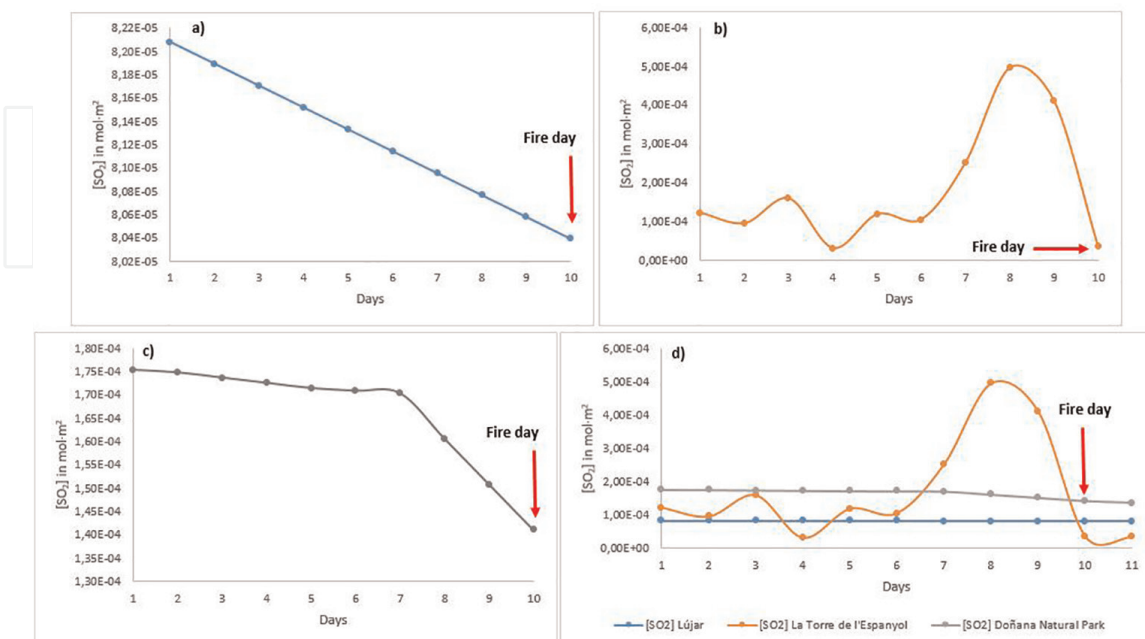 a)
8,22E-05
8,20E-05
8,18E-05
8,16E-05
8,14E-05
8,12E-05
8,10E-05
8,08E-05
8,06E-05
8,04E-05
8,02E-05
[SO₂] in mol·m²
Fire day
1 2 3 4 5 6 7 8 9 10
Days
b)
6,00E-04
5,00E-04
4,00E-04
3,00E-04
2,00E-04
1,00E-04
0,00E+00
[SO₂] in mol·m²
Fire day
1 2 3 4 5 6 7 8 9 10
Days
c)
1,80E-04
1,75E-04
1,70E-04
1,65E-04
1,60E-04
1,55E-04
1,50E-04
1,45E-04
1,40E-04
1,35E-04
1,30E-04
[SO₂] in mol·m²
Fire day
1 2 3 4 5 6 7 8 9 10
Days
d)
6,00E-04
5,00E-04
4,00E-04
3,00E-04
2,00E-04
1,00E-04
0,00E+00
[SO₂] in mol·m²
Fire day
1 2 3 4 5 6 7 8 9 10 11
Days
[SO2] Lújar [SO2] La Torre de l'Espanyol [SO2] Doñana Natural Park